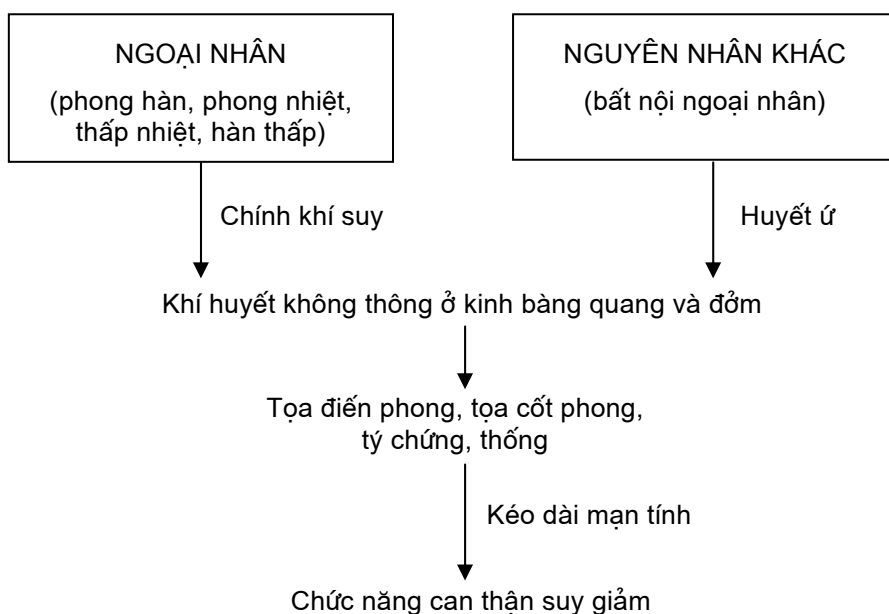 NGOẠI NHÂN
(phong hàn, phong nhiệt,
thấp nhiệt, hàn thấp)
NGUYÊN NHÂN KHÁC
(bất nội ngoại nhân)
Chính khí suy
Huyết ứ
Khí huyết không thông ở kinh bàng quang và đởm
Tọa điến phong, tọa cốt phong,
tý chứng, thống
Kéo dài mạn tính
Chức năng can thận suy giảm